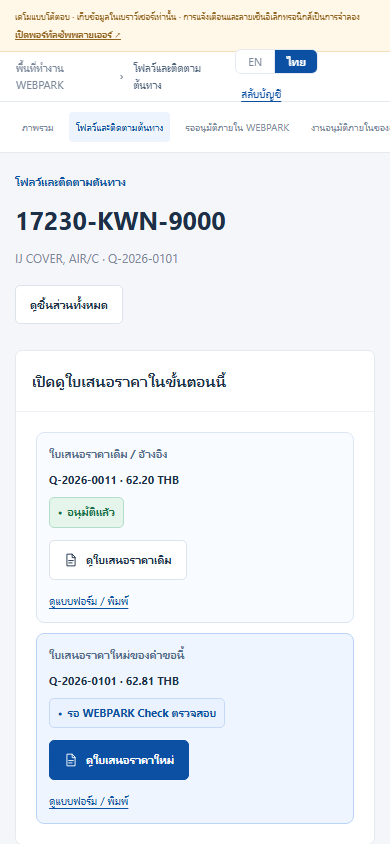 เดโมแบบโต้ตอบ · เก็บข้อมูลในเบราว์เซอร์เท่านั้น · การแจ้งเตือนและลายเซ็นอิเล็กทรอนิกส์เป็นการจำลอง
เปิดพอร์ทัลซัพพลายเออร์ ↗
พื้นที่ทำงาน
WEBPARK
›
โฟลว์และติดตาม
ต้นทาง
EN
ไทย
สลับบัญชี
ภาพรวม
โฟลว์และติดตามต้นทาง
รออนุมัติภายใน WEBPARK
งานอนุมัติภายในของ
โฟลว์และติดตามต้นทาง
17230-KWN-9000
IJ COVER, AIR/C · Q-2026-0101
ดูชิ้นส่วนทั้งหมด
เปิดดูใบเสนอราคาในขั้นตอนนี้
ใบเสนอราคาเดิม / อ้างอิง
Q-2026-0011 · 62.20 THB
• อนุมัติแล้ว
ดูใบเสนอราคาเดิม
ดูแบบฟอร์ม / พิมพ์
ใบเสนอราคาใหม่ของคำขอนี้
Q-2026-0101 · 62.81 THB
• รอ WEBPARK Check ตรวจสอบ
ดูใบเสนอราคาใหม่
ดูแบบฟอร์ม / พิมพ์